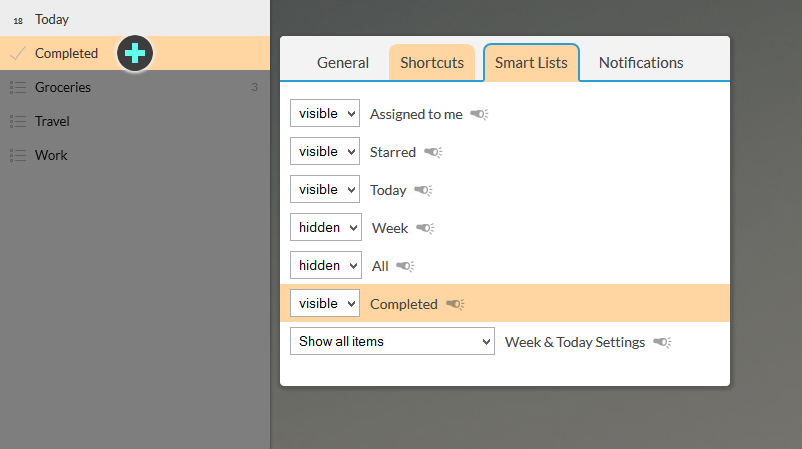 18 Today
Completed
Groceries 3
Travel
Work
General Shortcuts Smart Lists Notifications
visible Assigned to me
visible Starred
visible Today
hidden Week
hidden All
visible Completed
Show all items Week & Today Settings